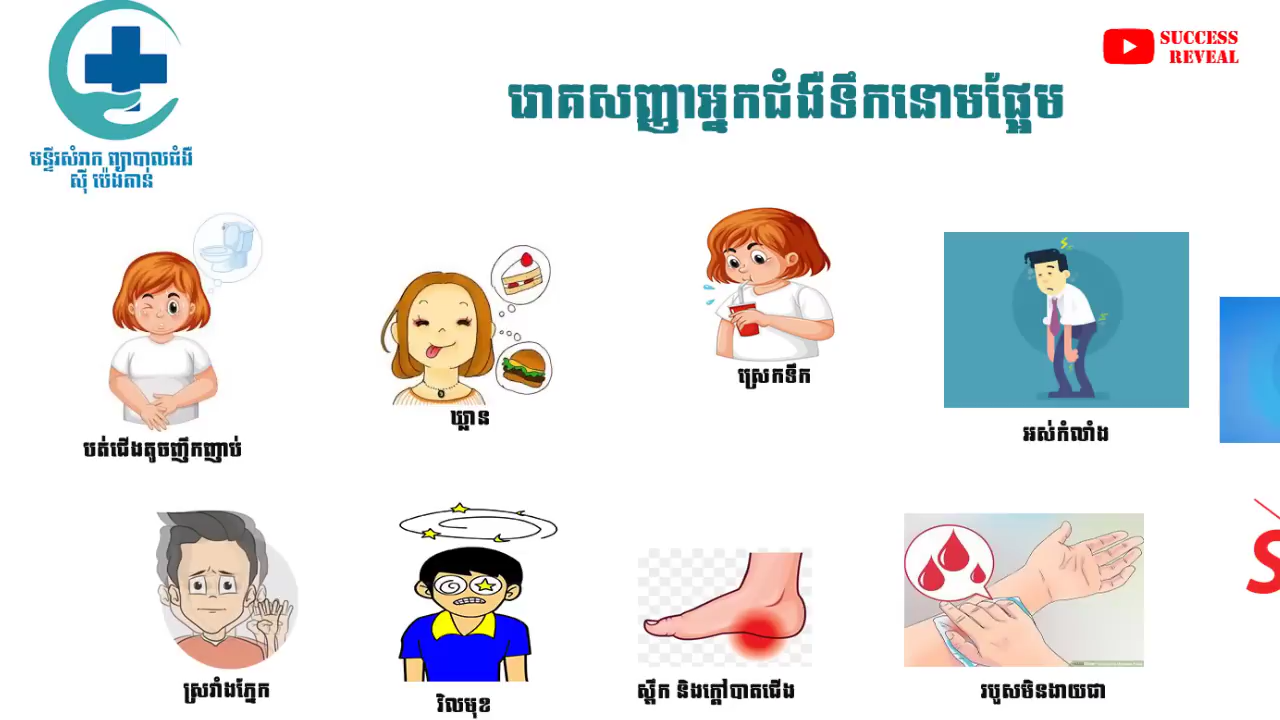 SUCCESS
REVEAL
រោគសញ្ញាអ្នកជំងឺទឹកនោមផ្អែម
មន្ទីរសំរាក ព្យាបាលជំងឺ
ស៊ី ប៉េងតាន់
ស្រេកទឹក
ឃ្លាន
អស់កំលាំង
បត់ជើងតូចញឹកញាប់
ស្រវាំងភ្នែក
វិលមុខ
ស្ពឹក និងក្តៅបាតជើង
របួសមិនងាយជា